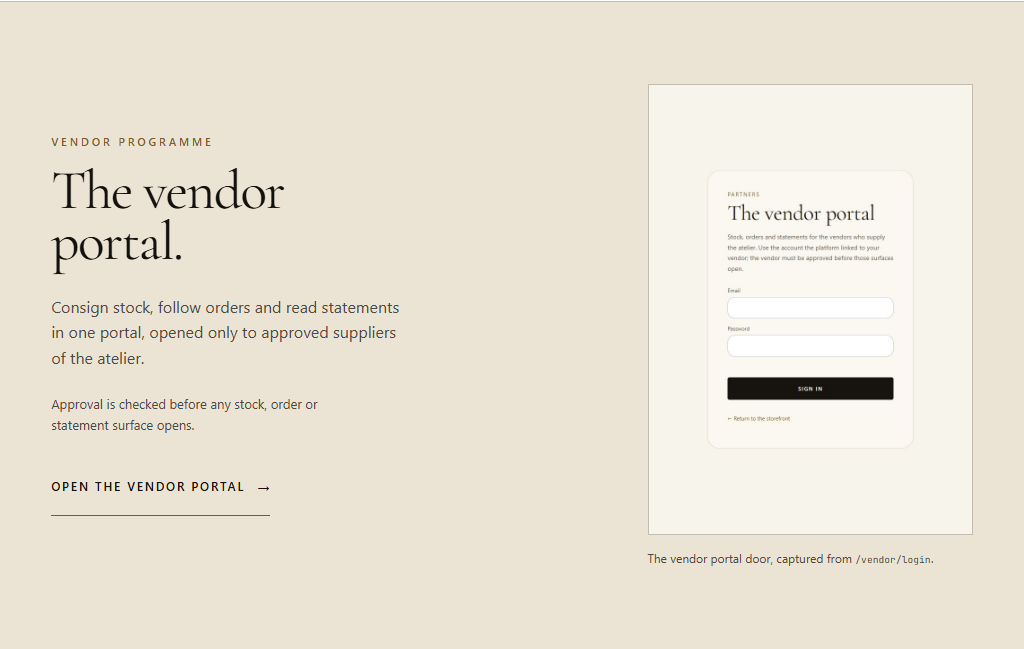 VENDOR PROGRAMME
The vendor
portal.
Consign stock, follow orders and read statements
in one portal, opened only to approved suppliers
of the atelier.
Approval is checked before any stock, order or
statement surface opens.
OPEN THE VENDOR PORTAL →
PARTNERS
The vendor portal
Stock, orders and statements for the vendors who supply
the atelier. Use the account the platform linked to your
vendor; the vendor must be approved before those surfaces
open.
Email
Password
SIGN IN
← Return to the storefront
The vendor portal door, captured from /vendor/login.